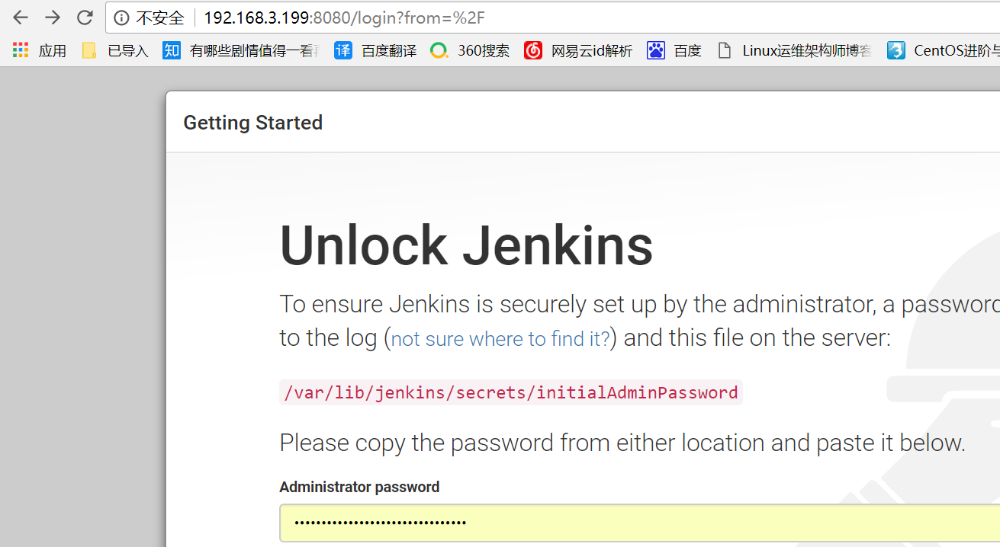 不安全 192.168.3.199:8080/login?from=%2F
应用 已导入 知 有哪些剧情值得一看 译 百度翻译 360搜索 网易云id解析 百度 Linux运维架构师博客 CentOS进阶与
Getting Started
Unlock Jenkins
To ensure Jenkins is securely set up by the administrator, a password
to the log (not sure where to find it?) and this file on the server:
/var/lib/jenkins/secrets/initialAdminPassword
Please copy the password from either location and paste it below.
Administrator password